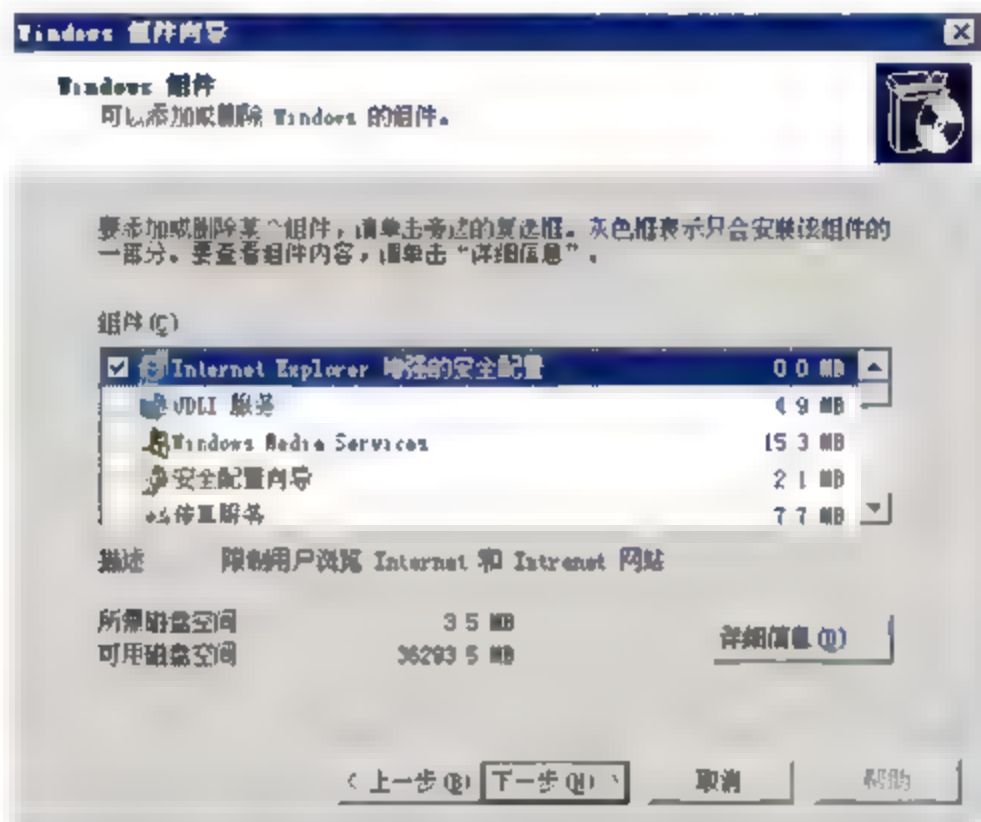 Windows 组件向导
Windows 组件
可以添加或删除 Windows 的组件。
要添加或删除某个组件，请单击旁边的复选框。灰色框表示只会安装该组件的
一部分。要查看组件内容，请单击“详细信息”。
组件(C)
Internet Explorer 增强的安全配置 0 0 MB
UDDI 服务 4 9 MB
Windows Media Services 15 3 MB
安全配置向导 2 1 MB
传真服务 7 7 MB
描述 限制用户浏览 Internet 和 Intranet 网站
所需磁盘空间 3 5 MB
可用磁盘空间 36293 5 MB
详细信息(D)
< 上一步(B) 下一步(N) > 取消 帮助